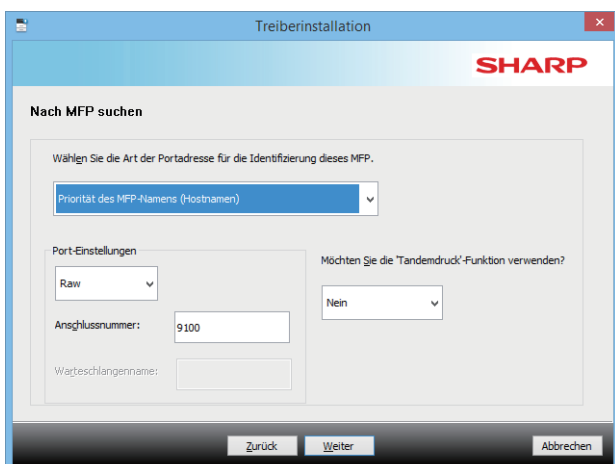 Treiberinstallation
SHARP
Nach MFP suchen
Wählen Sie die Art der Portadresse für die Identifizierung dieses MFP.
Priorität des MFP-Namens (Hostnamen)
Port-Einstellungen
Raw
Anschlussnummer: 9100
Warteschlangenname:
Möchten Sie die 'Tandemdruck'-Funktion verwenden?
Nein
Zurück Weiter Abbrechen